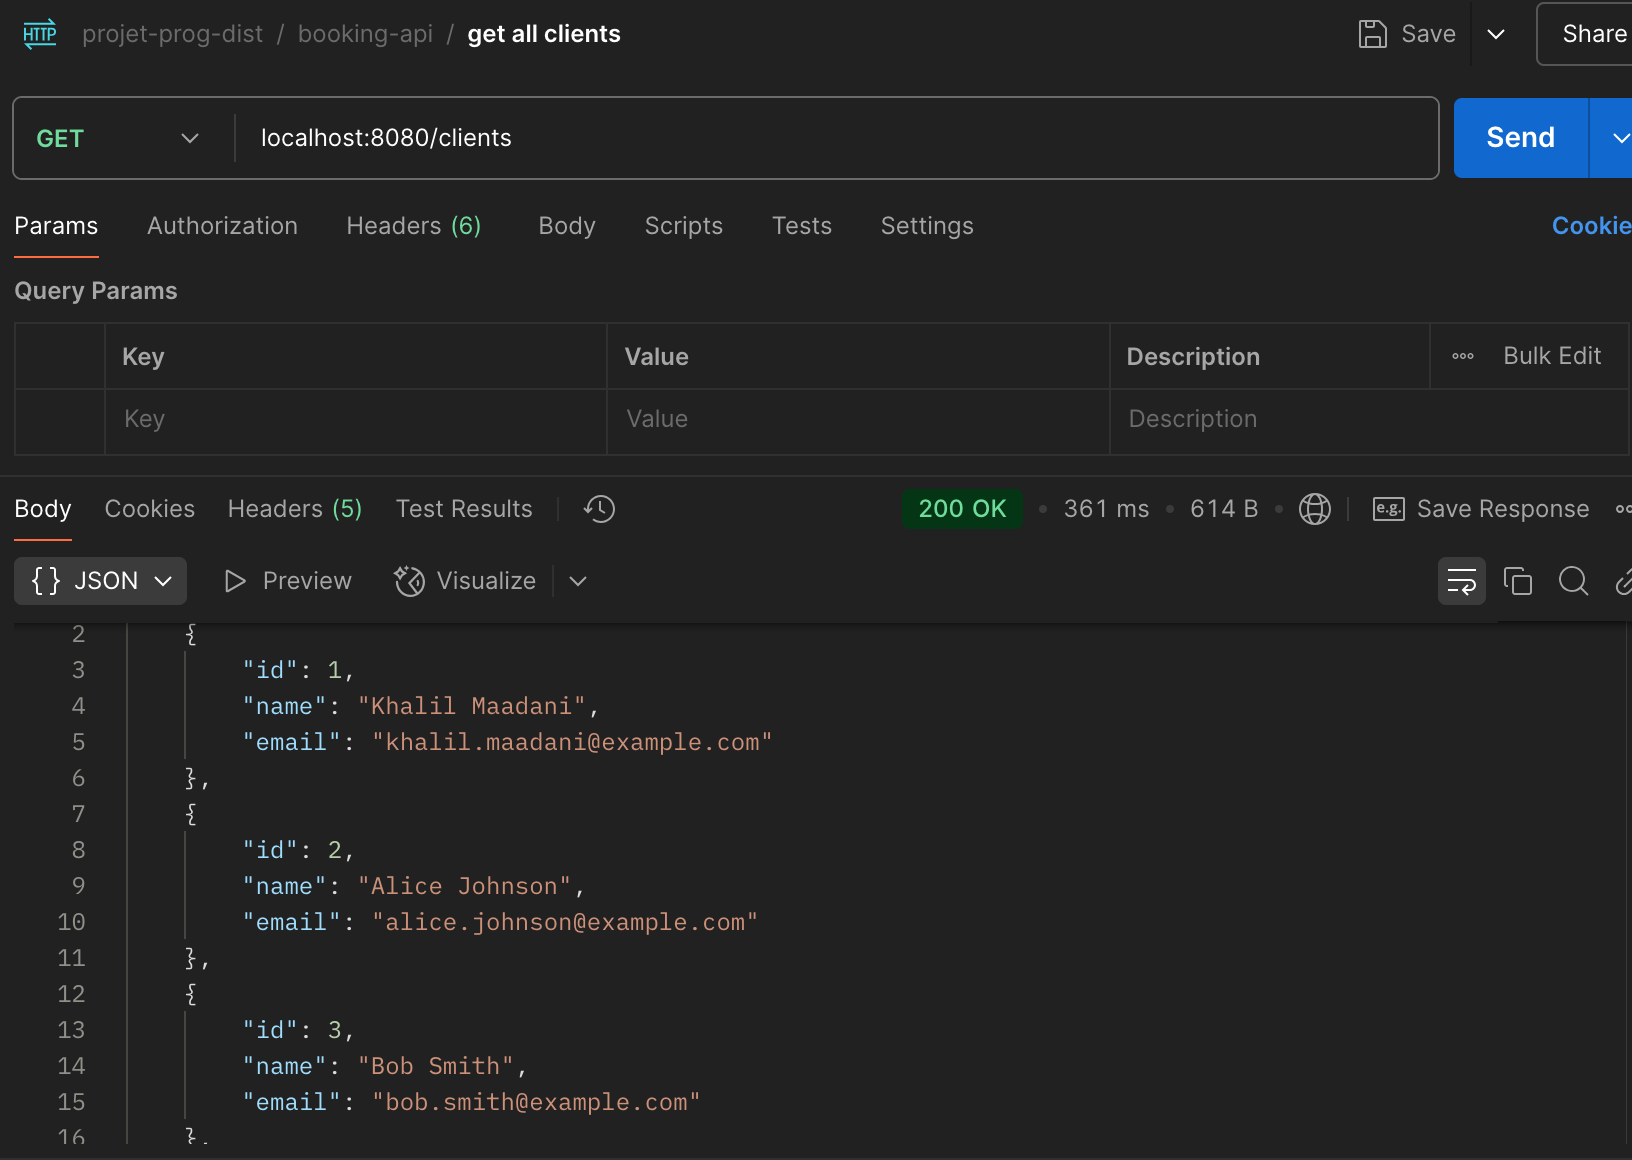 HTTP projet-prog-dist / booking-api / get all clients Save Share
GET localhost:8080/clients Send
Params Authorization Headers (6) Body Scripts Tests Settings Cookie
Query Params
Key Value Description Bulk Edit
Key Value Description
Body Cookies Headers (5) Test Results 200 OK • 361 ms • 614 B • e.g. Save Response
{} JSON Preview Visualize
2 {
3 "id": 1,
4 "name": "Khalil Maadani",
5 "email": "khalil.maadani@example.com"
6 },
7 {
8 "id": 2,
9 "name": "Alice Johnson",
10 "email": "alice.johnson@example.com"
11 },
12 {
13 "id": 3,
14 "name": "Bob Smith",
15 "email": "bob.smith@example.com"
16 },